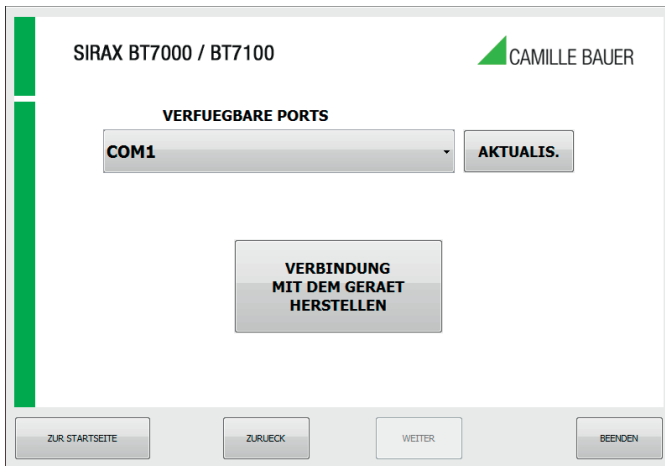 SIRAX BT7000 / BT7100
CAMILLE BAUER
VERFUEGBARE PORTS
COM1
AKTUALIS.
VERBINDUNG
MIT DEM GERAET
HERSTELLEN
ZUR STARTSEITE
ZURUECK
WEITER
BEENDEN